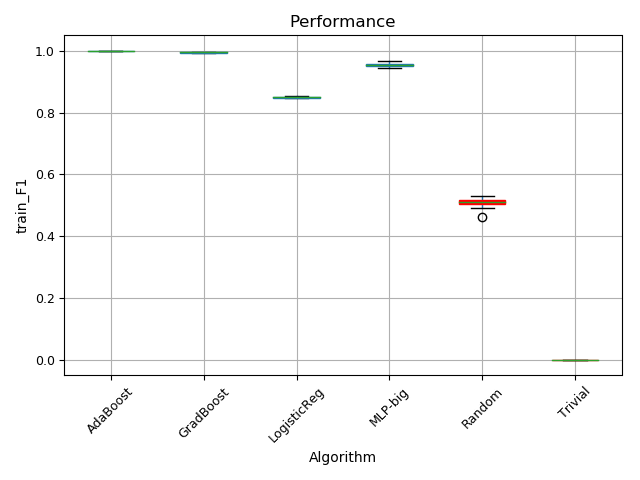 Performance
train_F1
1.0
0.8
0.6
0.4
0.2
0.0
AdaBoost
GradBoost
LogisticReg
MLP-big
Random
Trivial
Algorithm